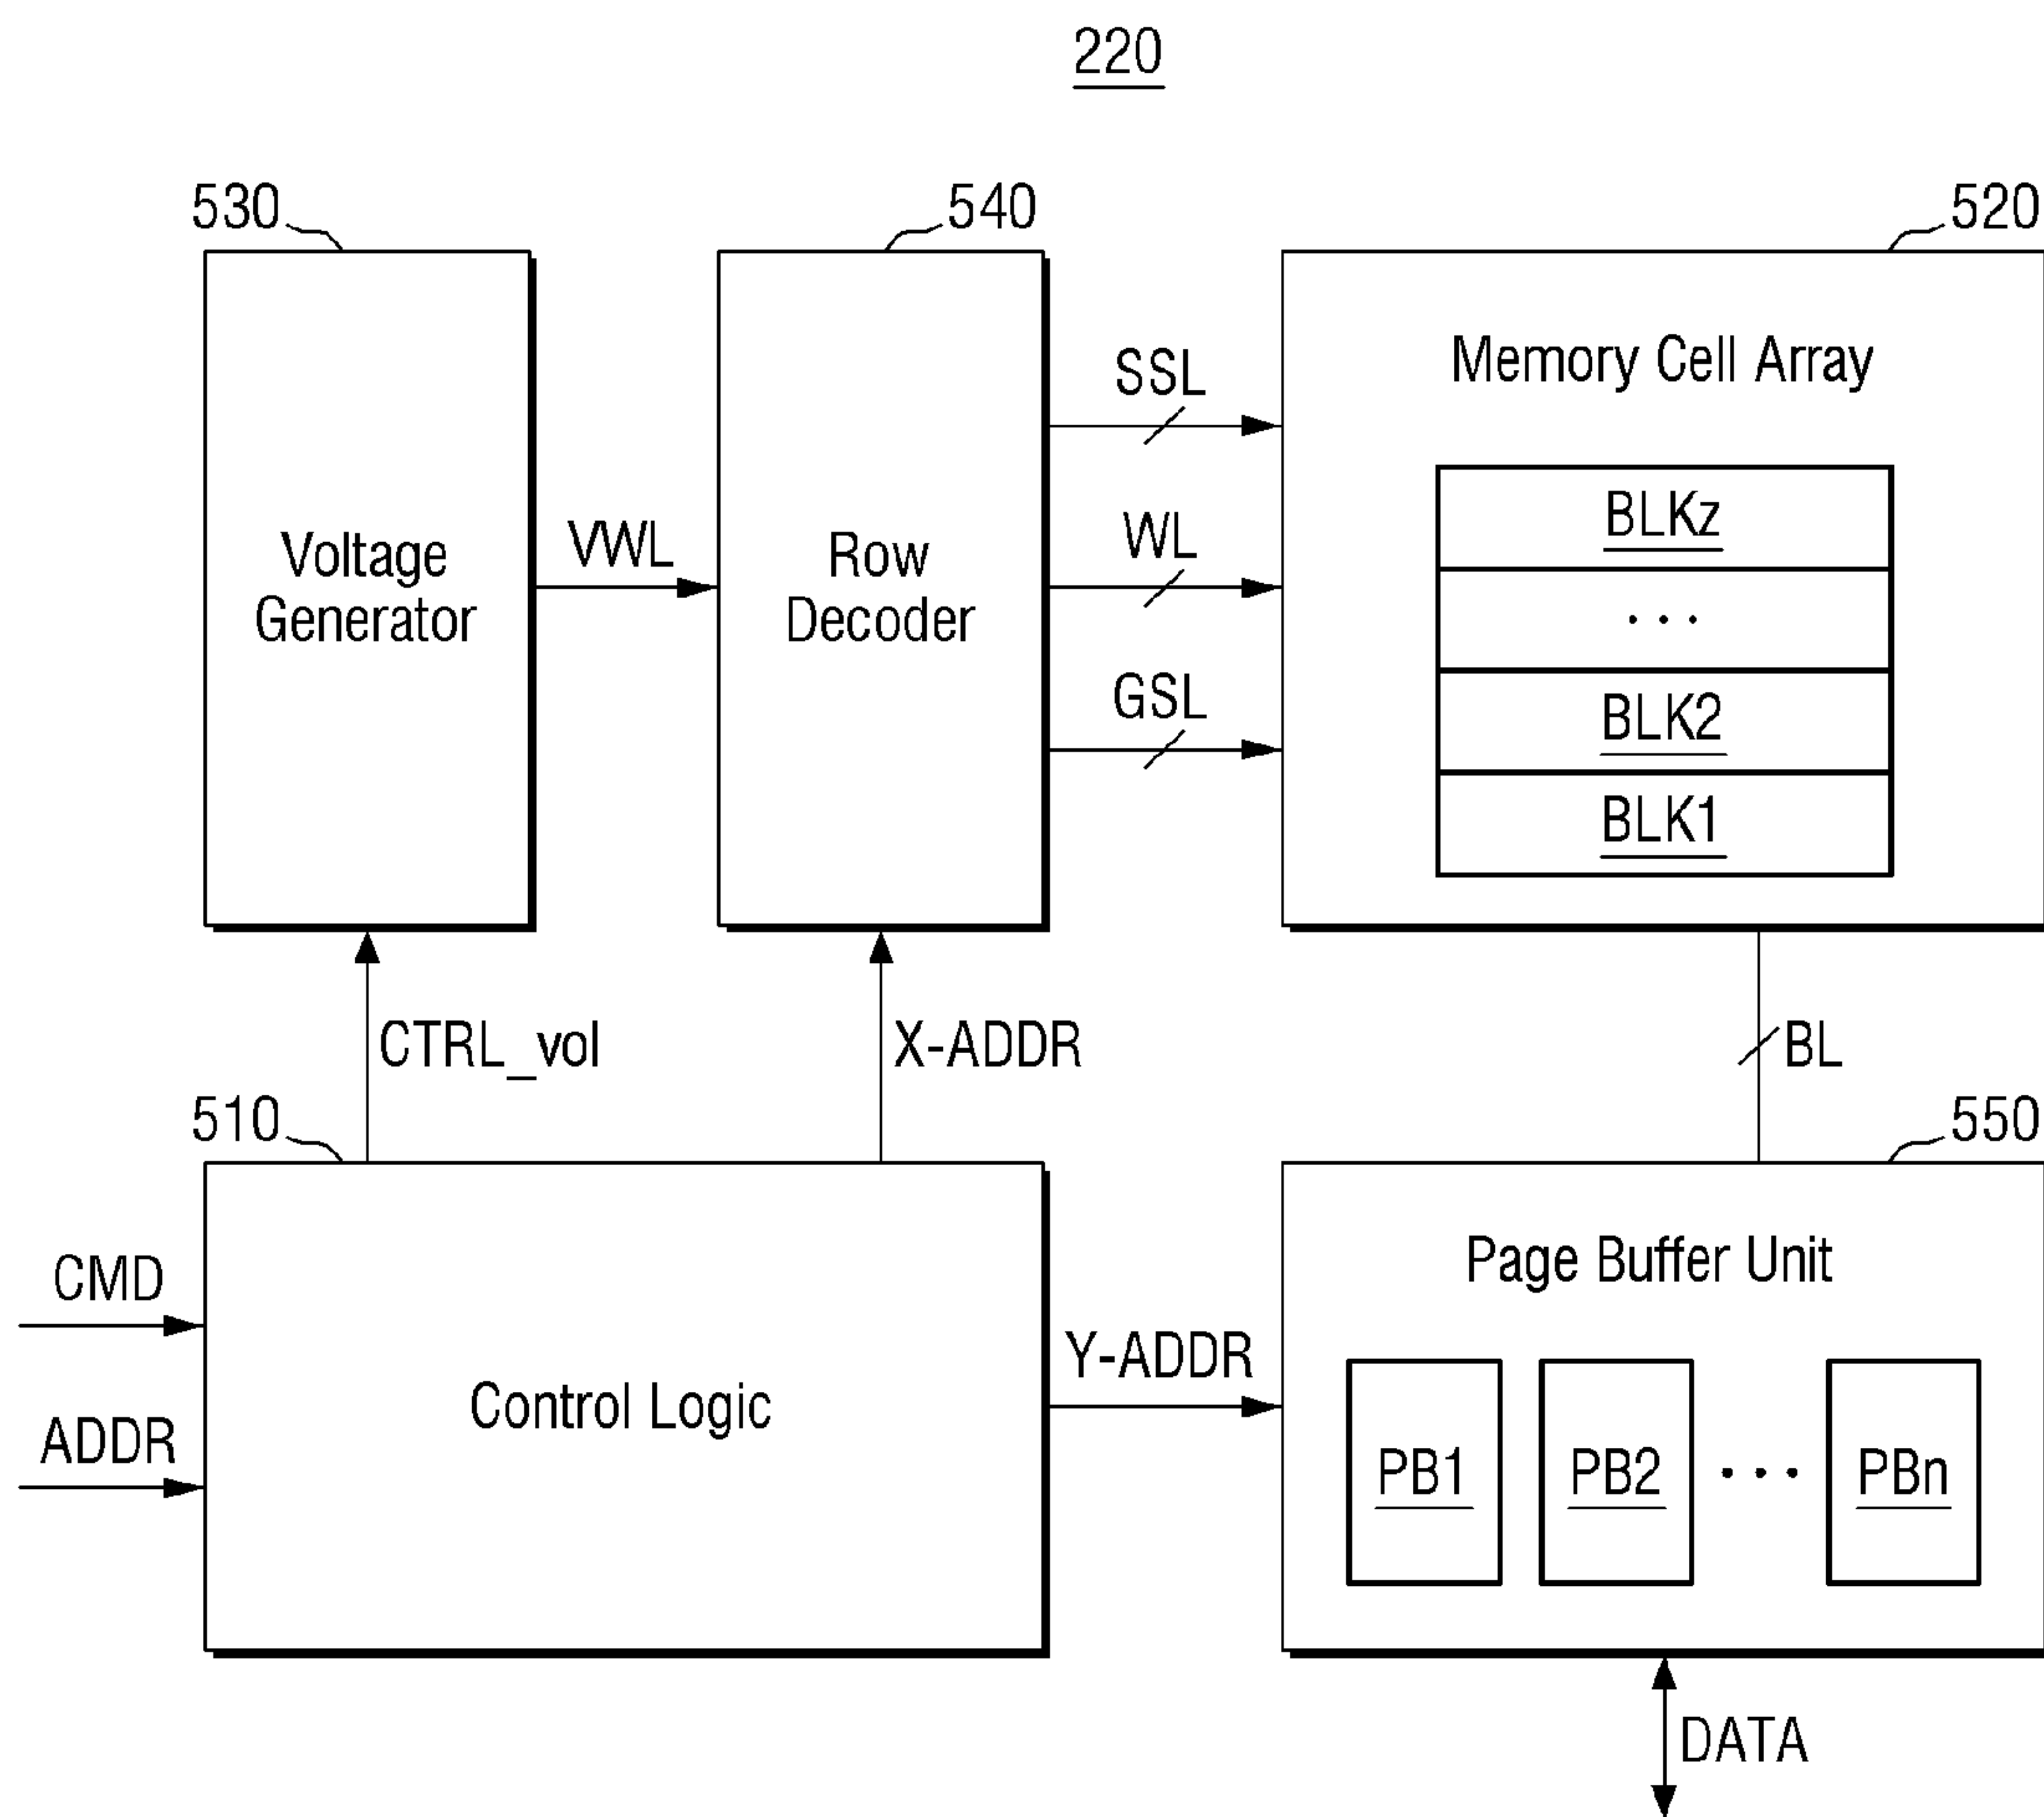 220
530
540
520
Voltage
Generator
VWL
Row
Decoder
SSL
WL
GSL
Memory Cell Array
BLKz
...
BLK2
BLK1
CTRL_vol
X-ADDR
BL
510
550
CMD
ADDR
Control Logic
Y-ADDR
Page Buffer Unit
PB1 PB2 ... PBn
DATA